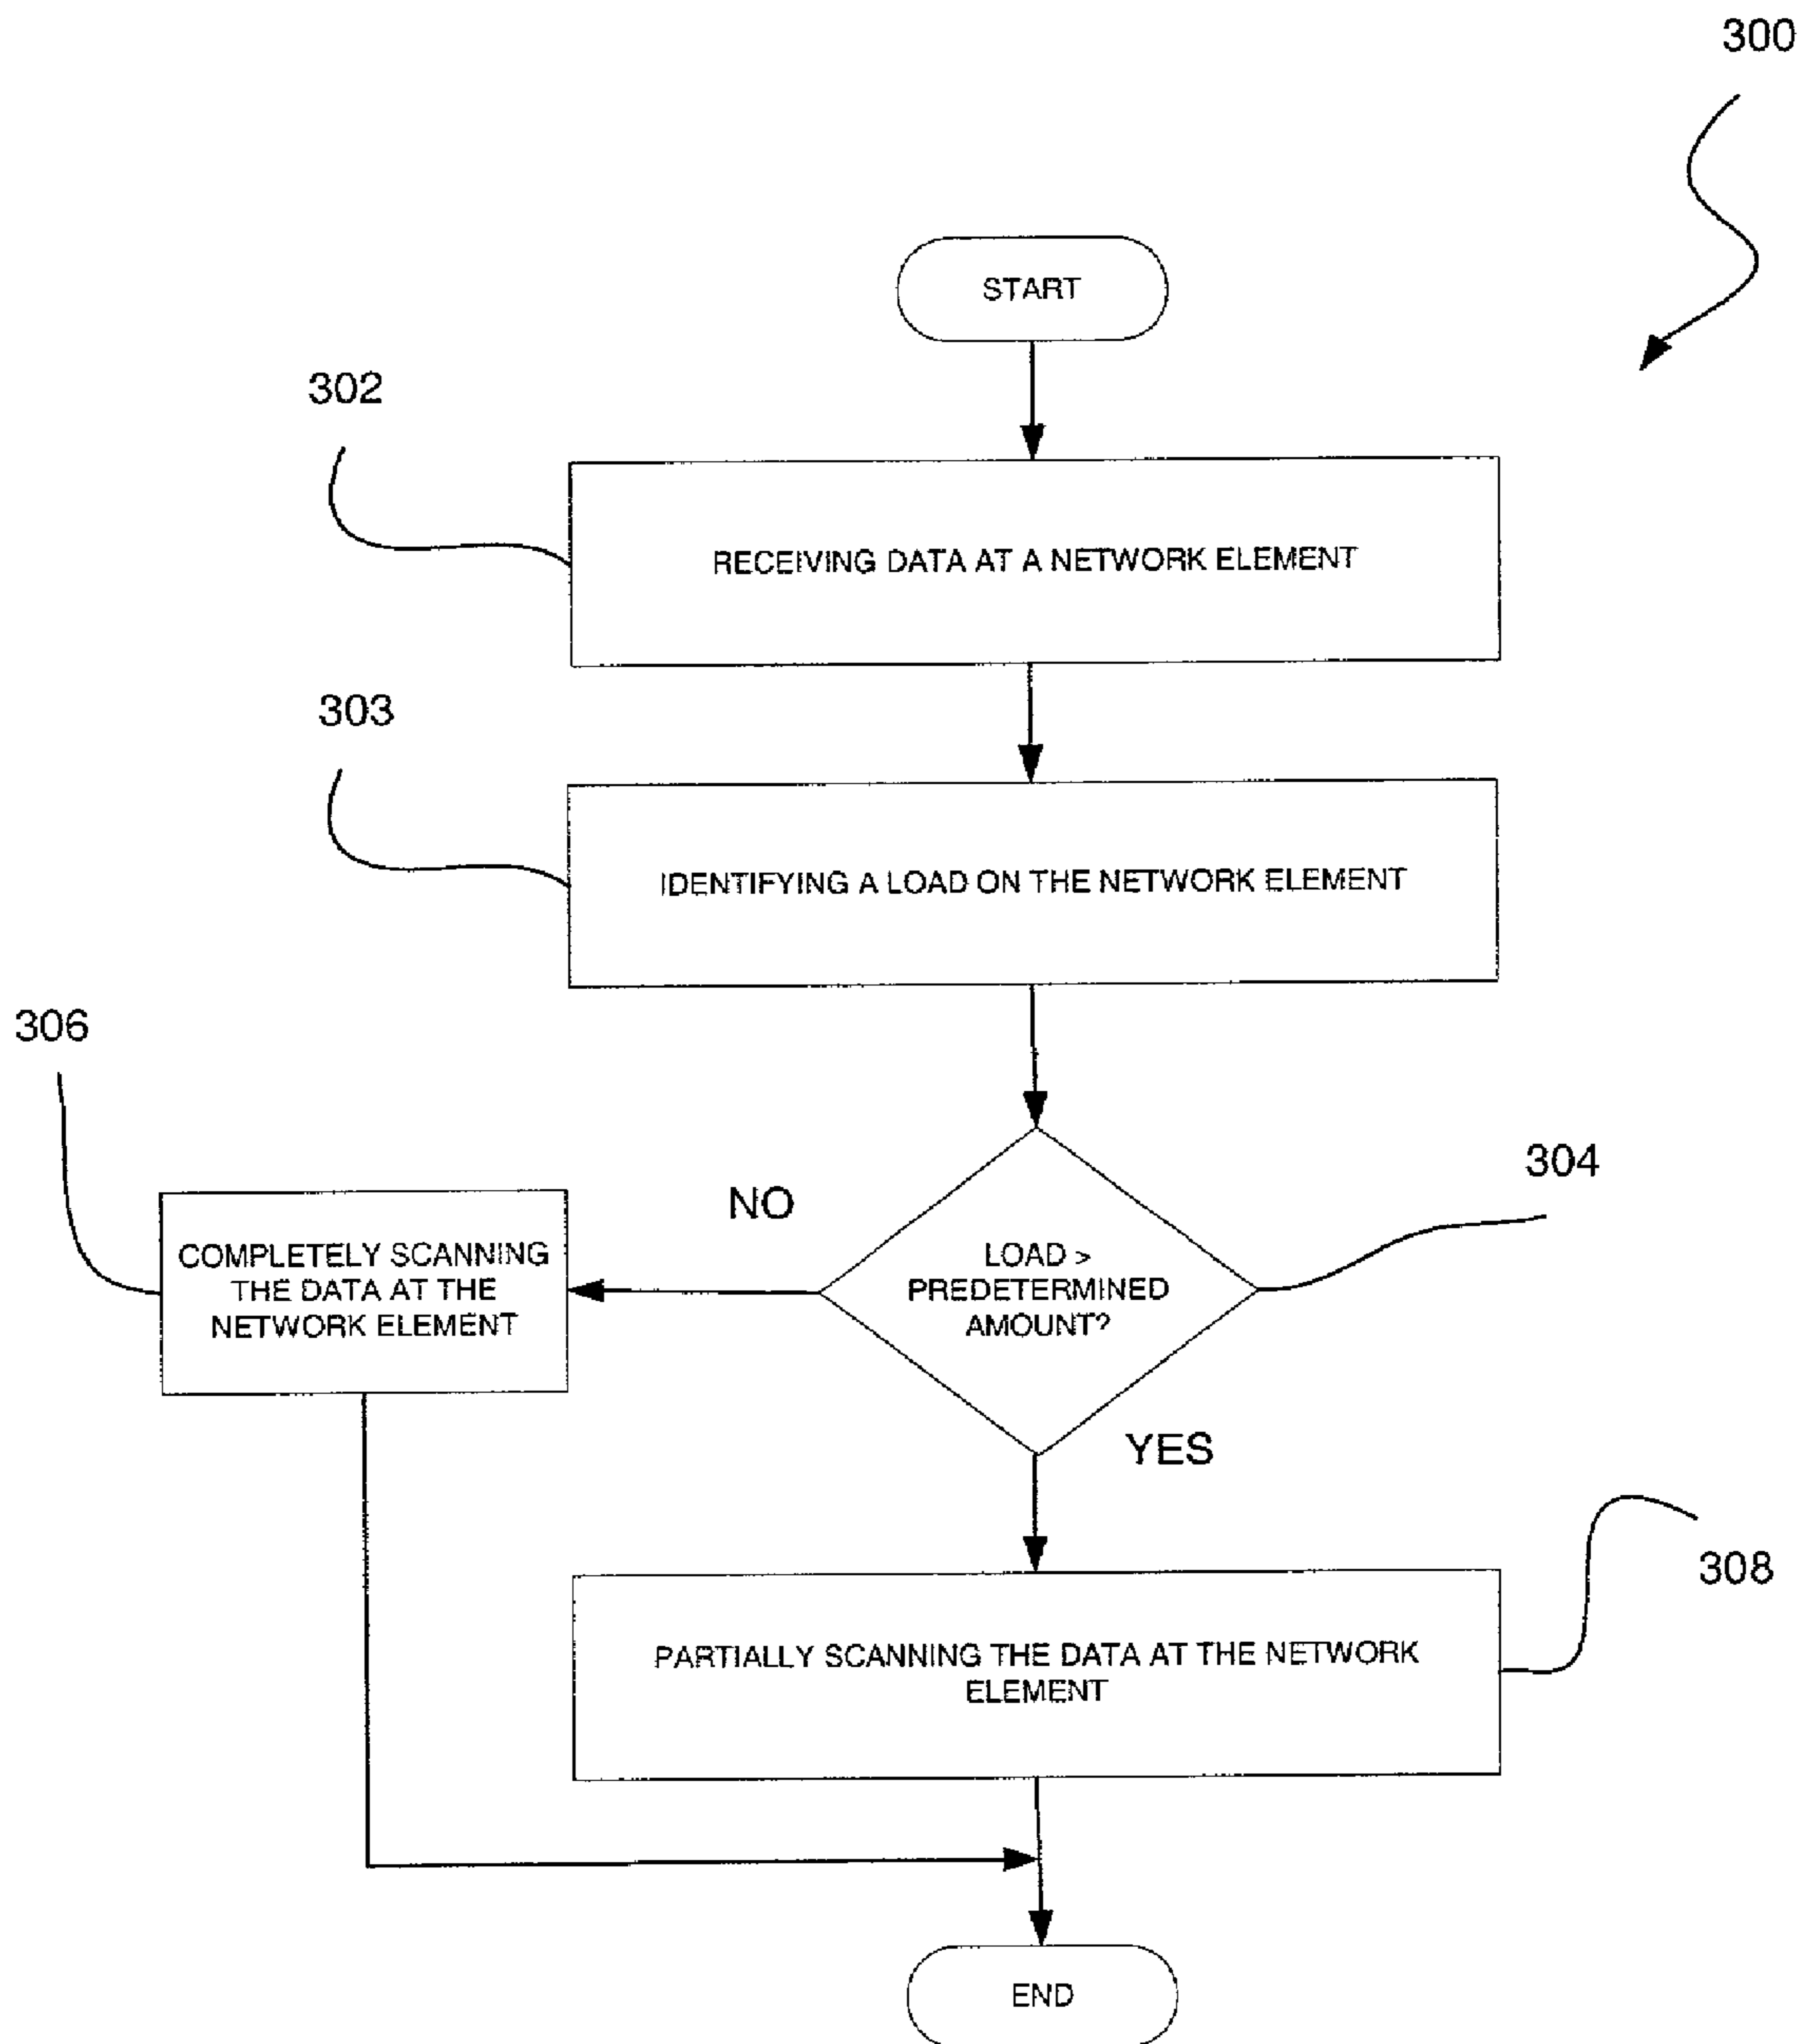 300
START
302
RECEIVING DATA AT A NETWORK ELEMENT
303
IDENTIFYING A LOAD ON THE NETWORK ELEMENT
306
304
NO
COMPLETELY SCANNING
THE DATA AT THE
NETWORK ELEMENT
LOAD >
PREDETERMINED
AMOUNT?
YES
308
PARTIALLY SCANNING THE DATA AT THE NETWORK
ELEMENT
END